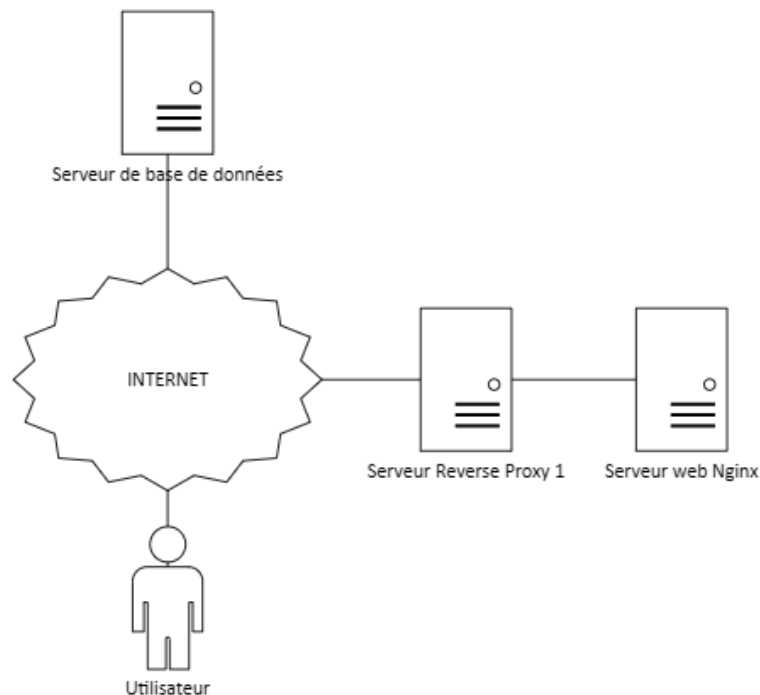 Serveur de base de données
INTERNET
Serveur Reverse Proxy 1
Serveur web Nginx
Utilisateur